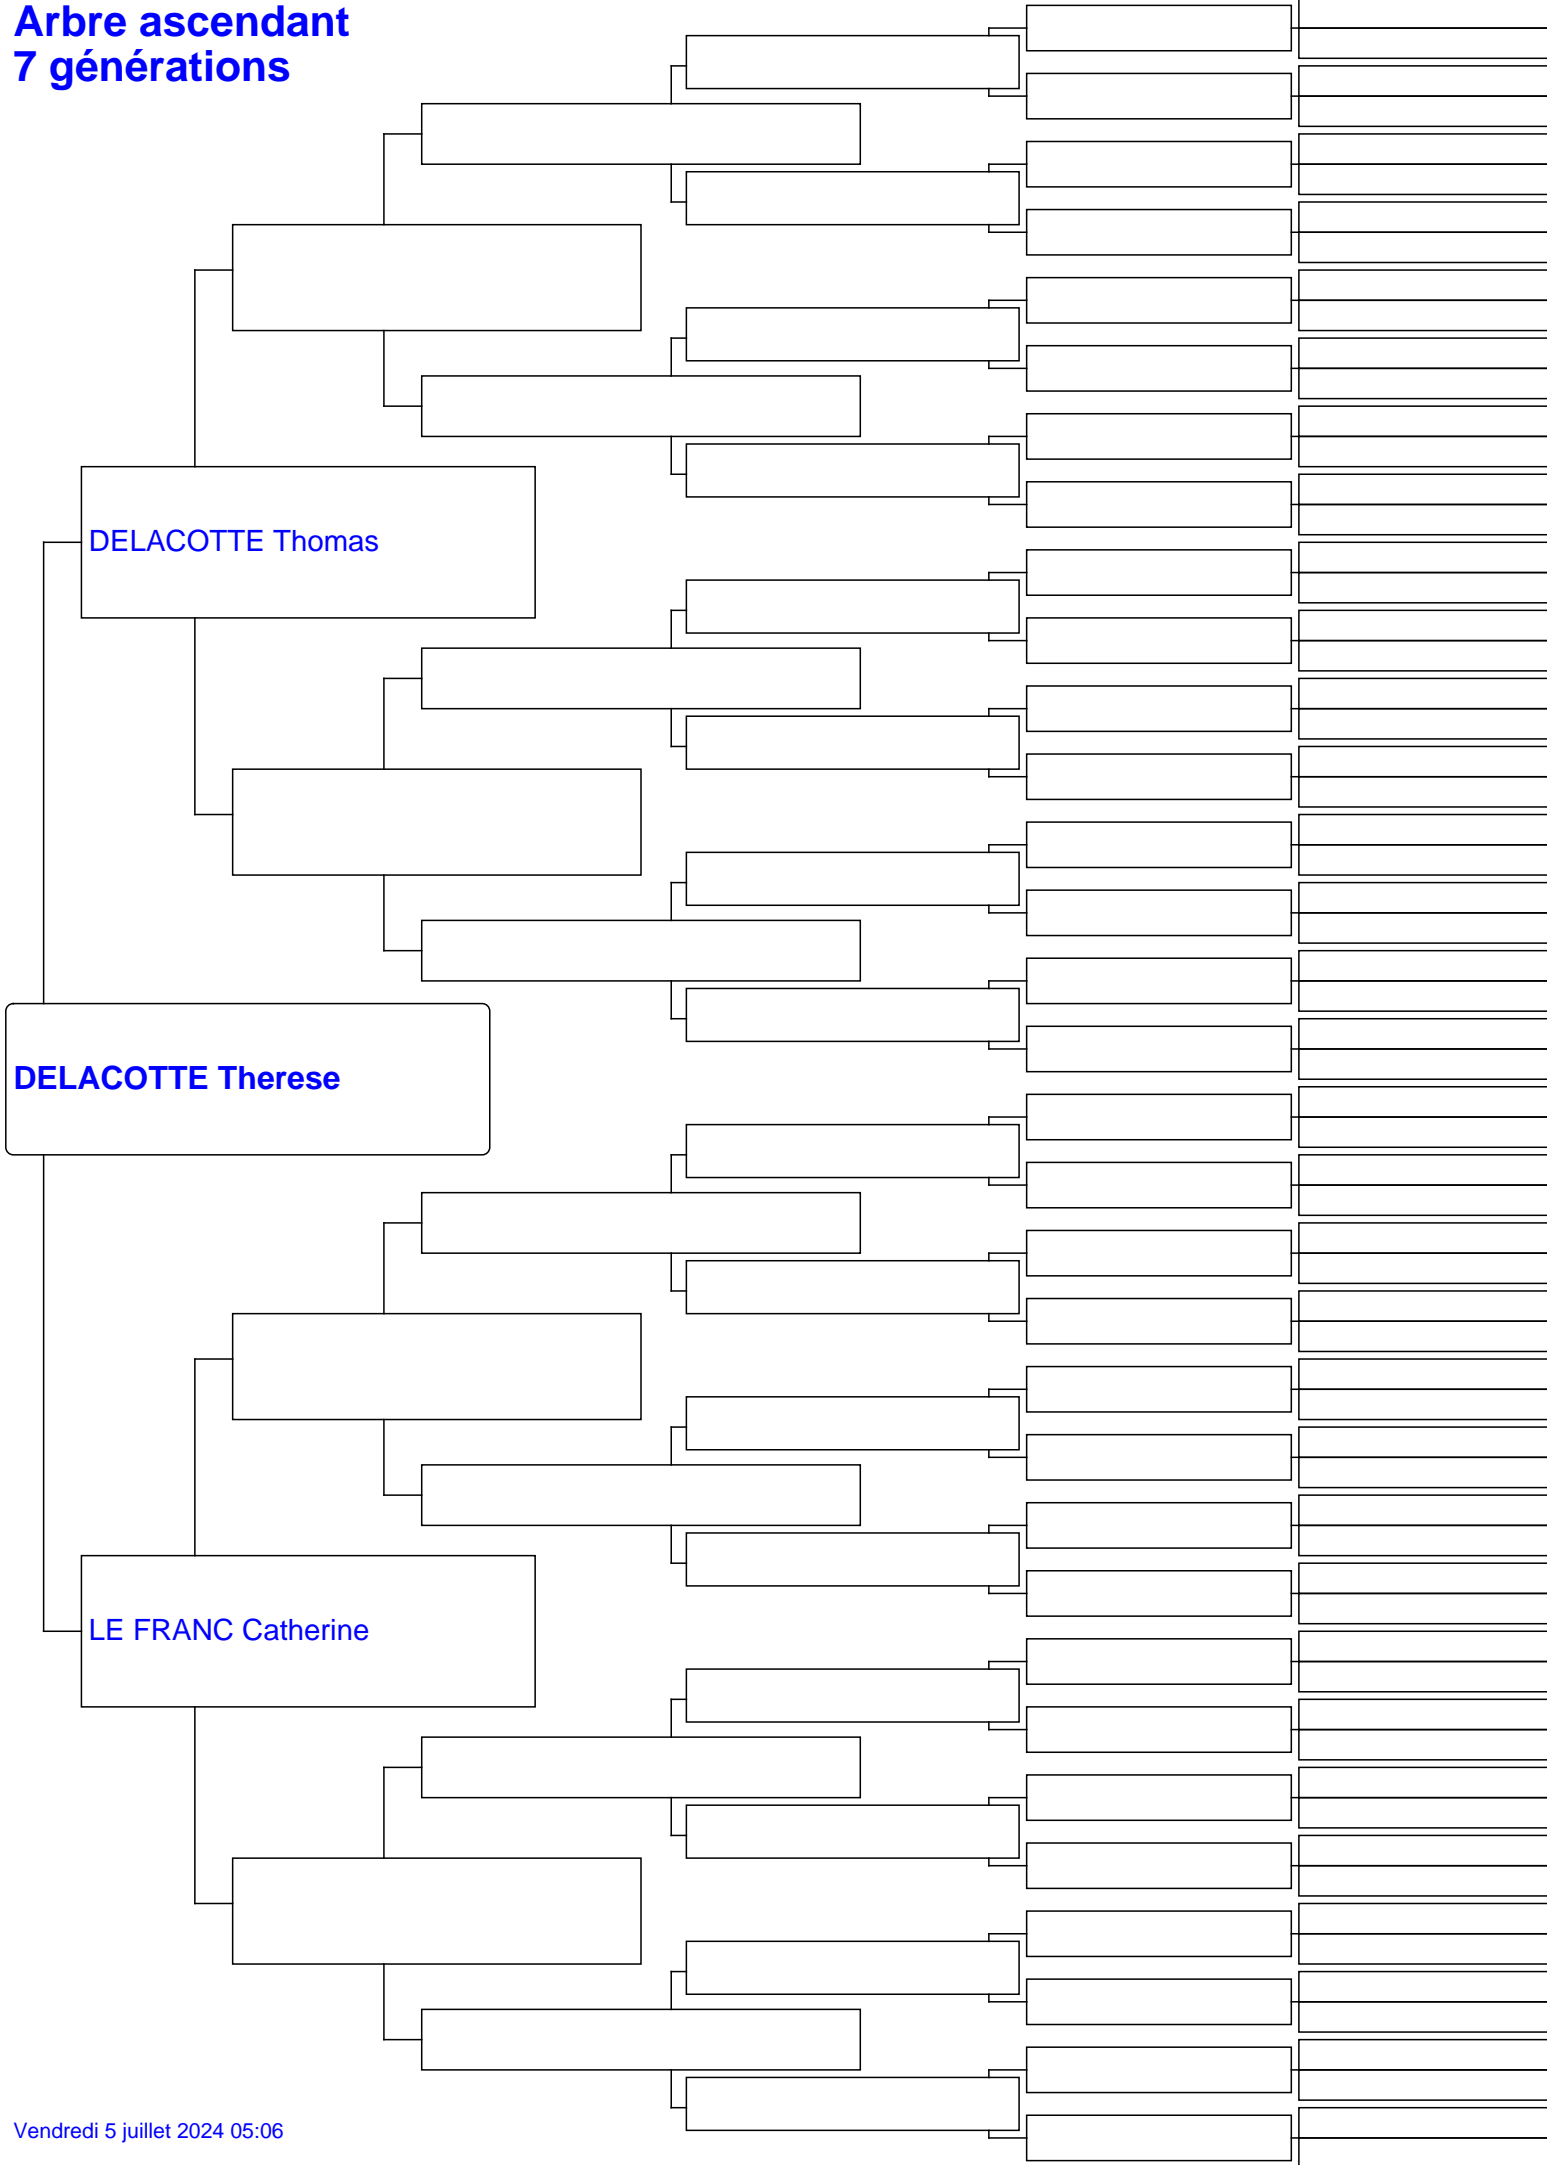 Arbre ascendant
7 générations
DELACOTTE Thomas
DELACOTTE Therese
LE FRANC Catherine
Vendredi 5 juillet 2024 05:06